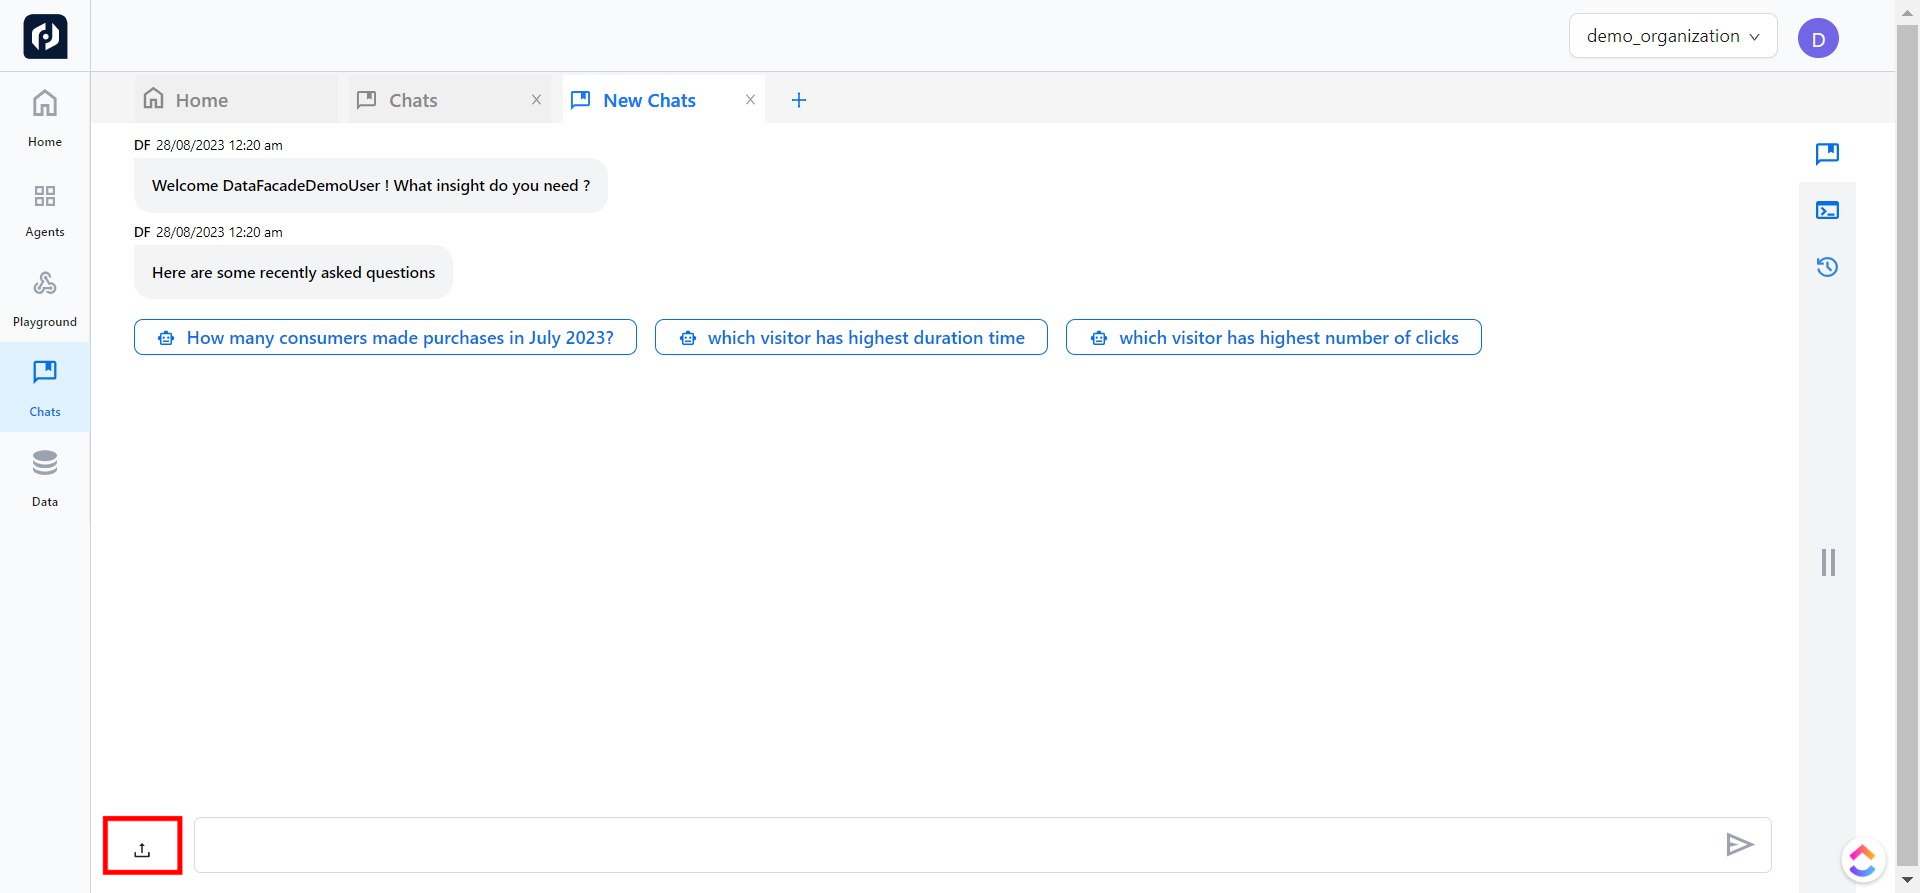 demo_organization
D
Home
Chats
New Chats
Home
Agents
Playground
Chats
Data
DF 28/08/2023 12:20 am
Welcome DataFacadeDemoUser ! What insight do you need ?
DF 28/08/2023 12:20 am
Here are some recently asked questions
How many consumers made purchases in July 2023?
which visitor has highest duration time
which visitor has highest number of clicks